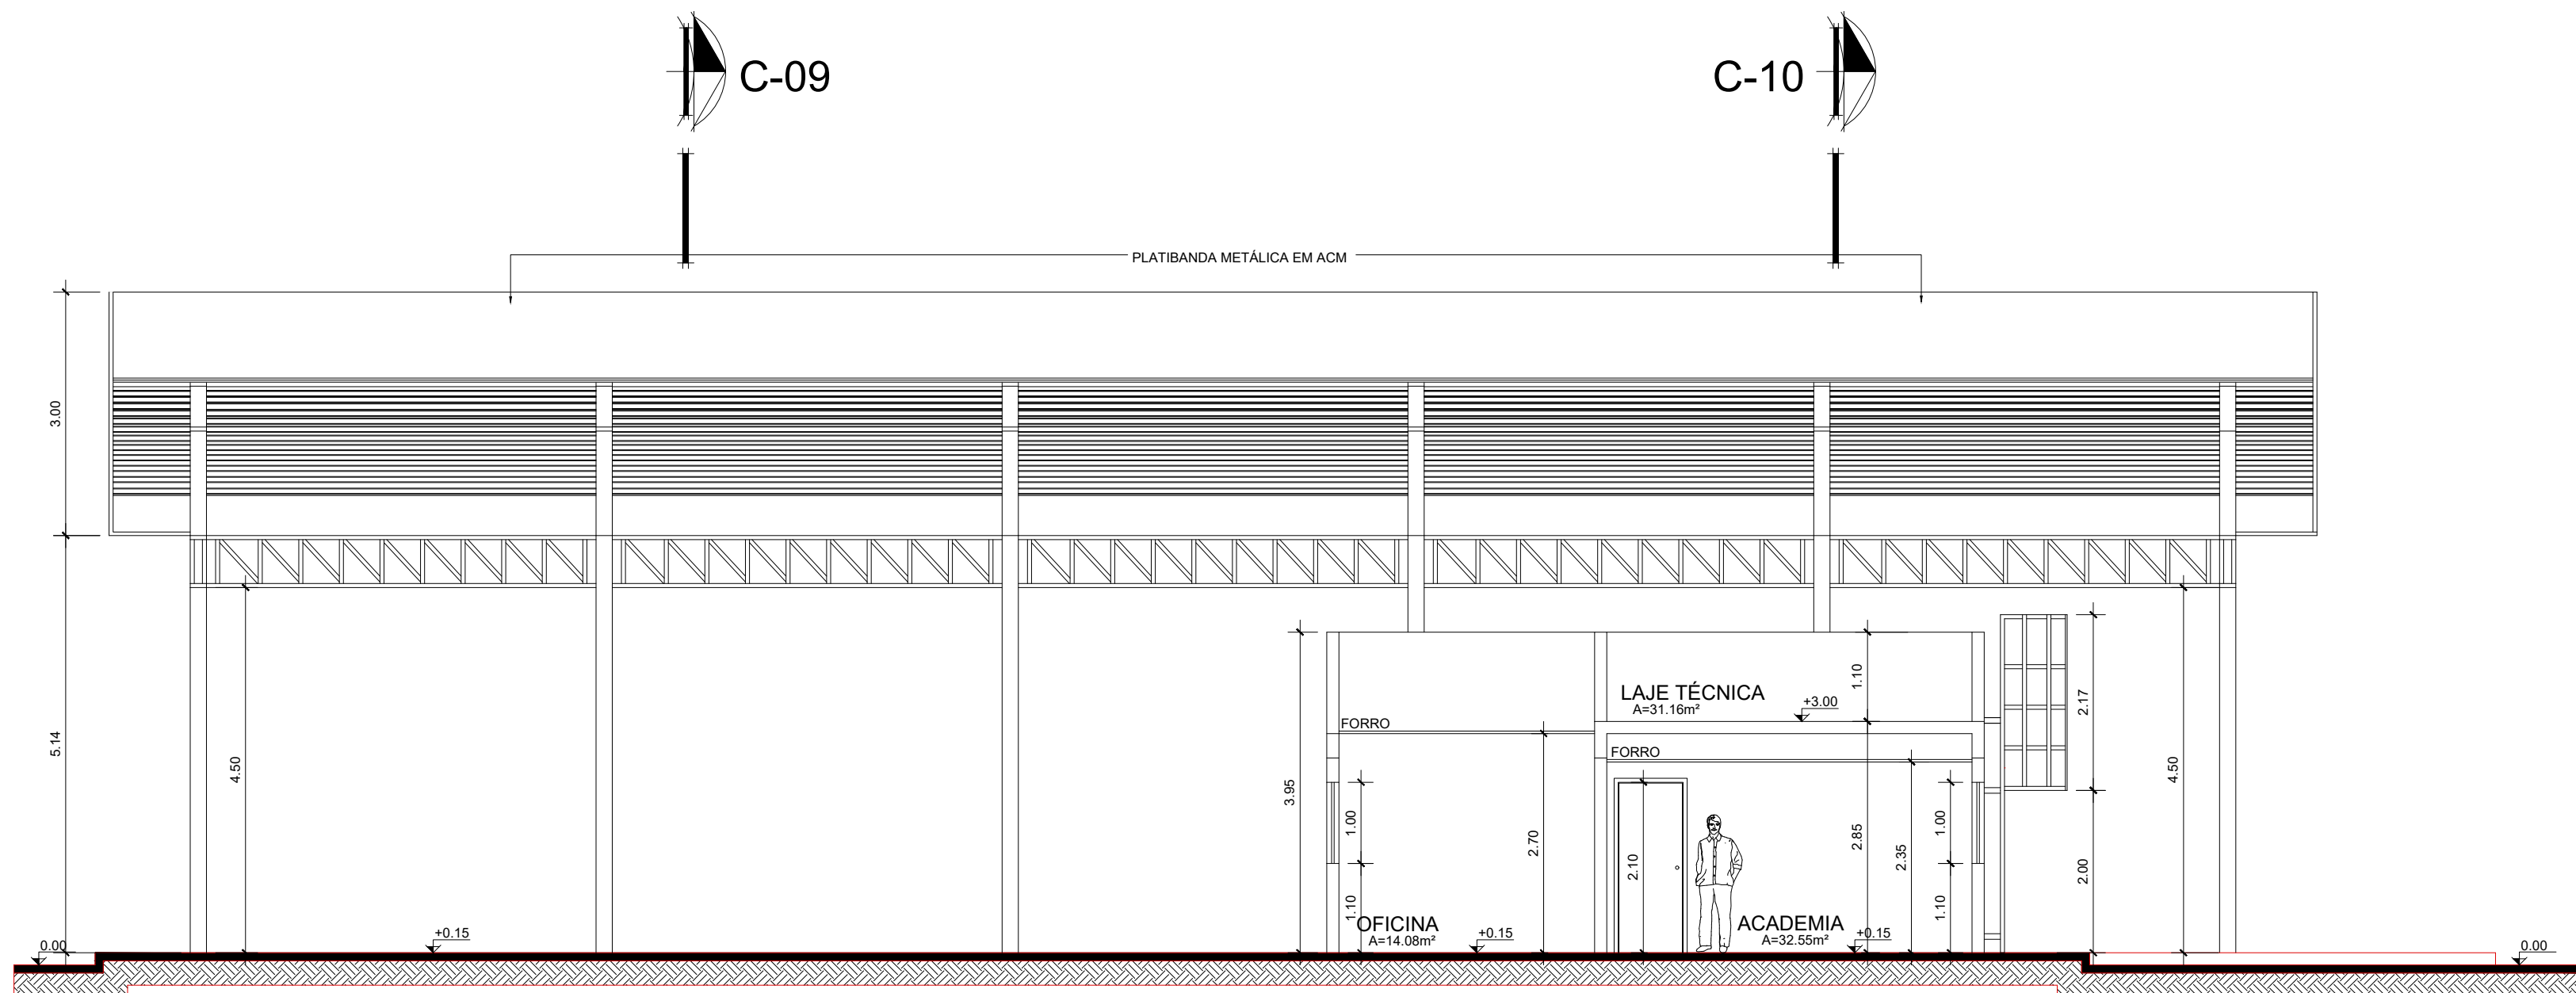 C-09
C-10
PLATIBANDA METÁLICA EM ACM
3.00
5.14
4.50
3.95
LAJE TÉCNICA
A=31.16m²
+3.00
1.10
2.17
FORRO
FORRO
4.50
1.00
2.70
2.10
2.85
2.35
1.00
2.00
1.10
OFICINA
A=14.08m²
+0.15
ACADEMIA
A=32.55m²
+0.15
1.10
0.00
+0.15
0.00